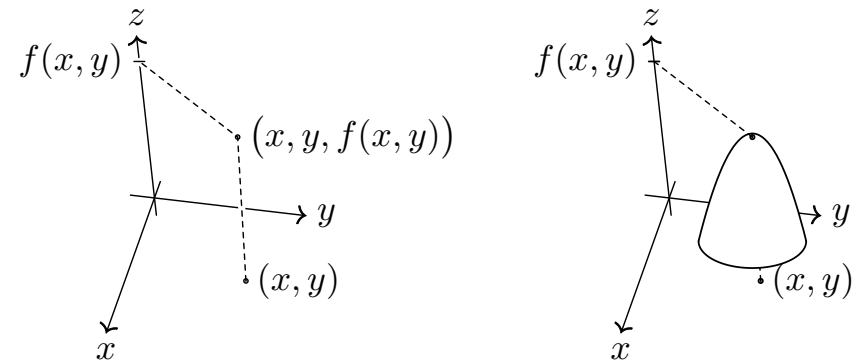 z
f(x, y)
(x, y, f(x, y))
y
(x, y)
x
z
f(x, y)
y
(x, y)
x